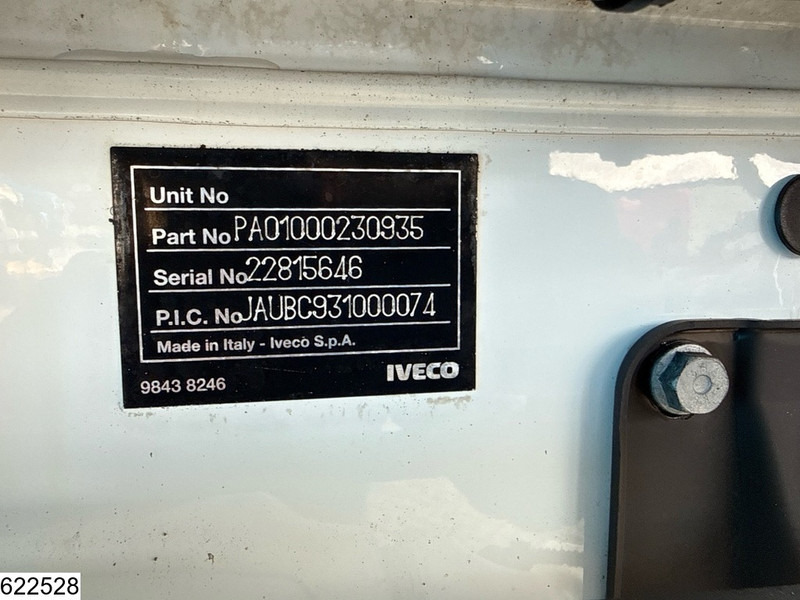 Unit No
Part No PA01000230935
Serial No 22815646
P.I.C. No JAUBC931000074
Made in Italy - Iveco S.p.A.
9843 8246 IVECO
622528